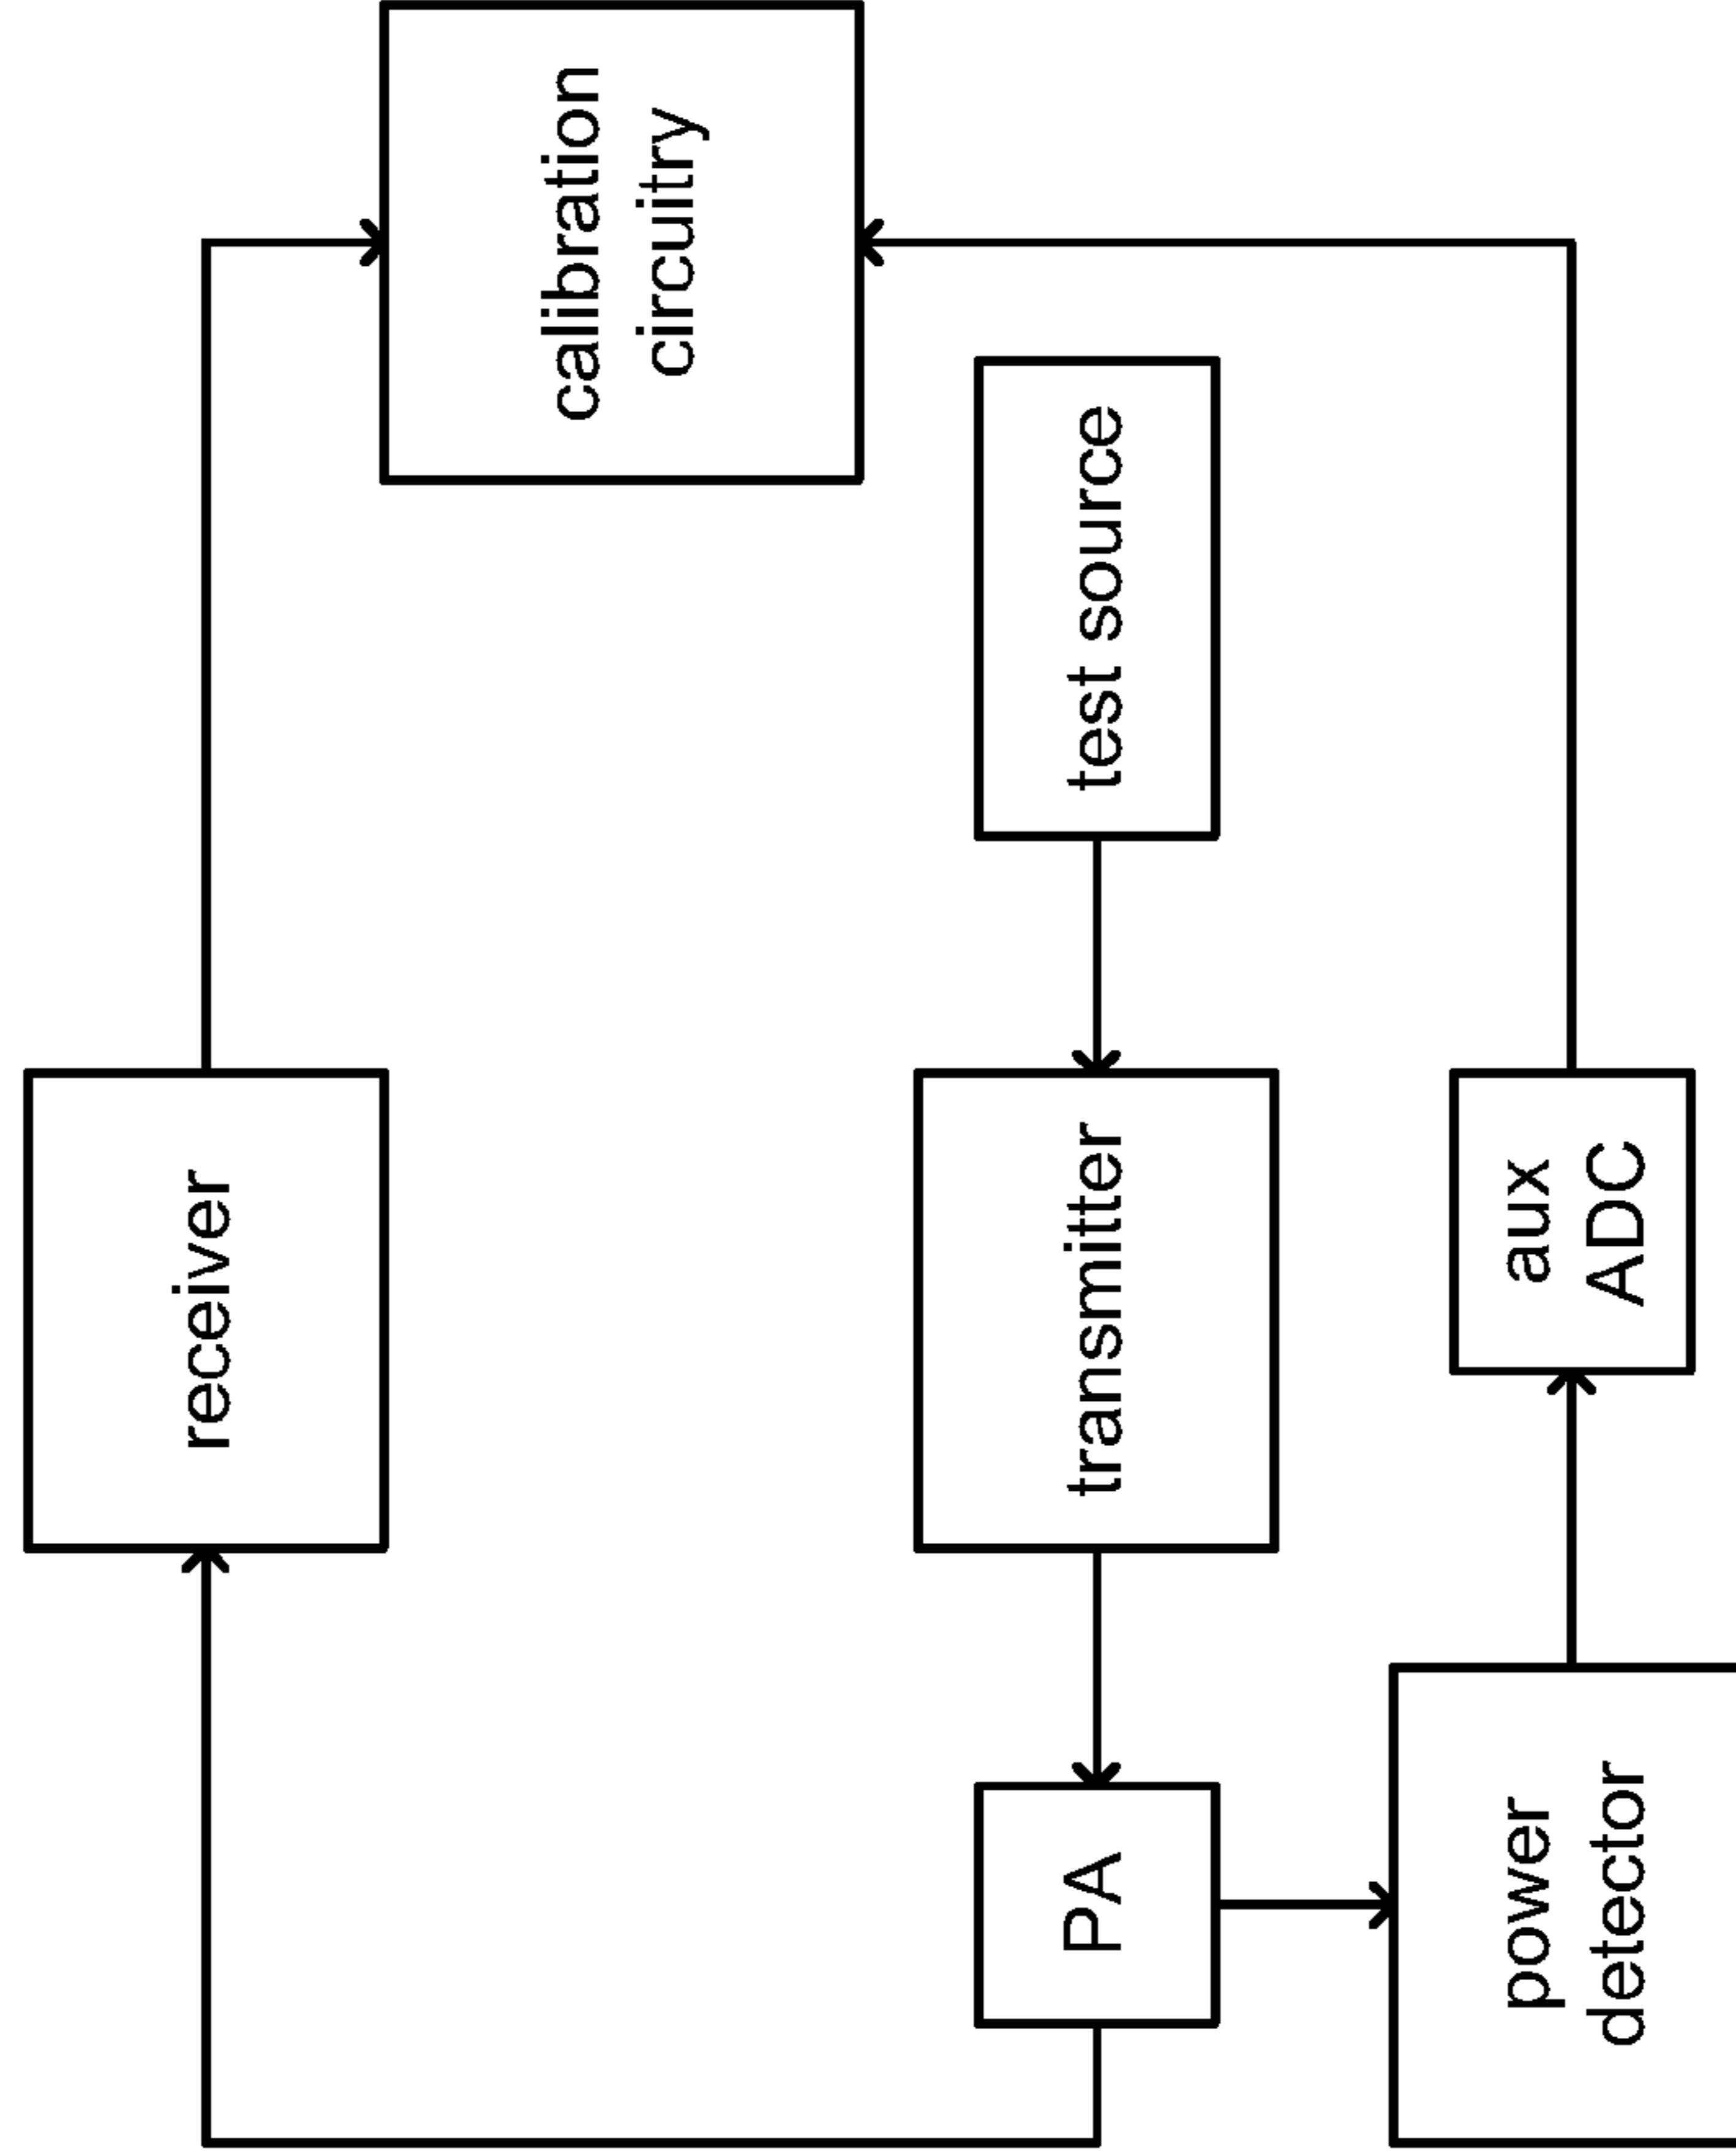 receiver
calibration
circuitry
PA
transmitter
test source
power
detector
aux
ADC